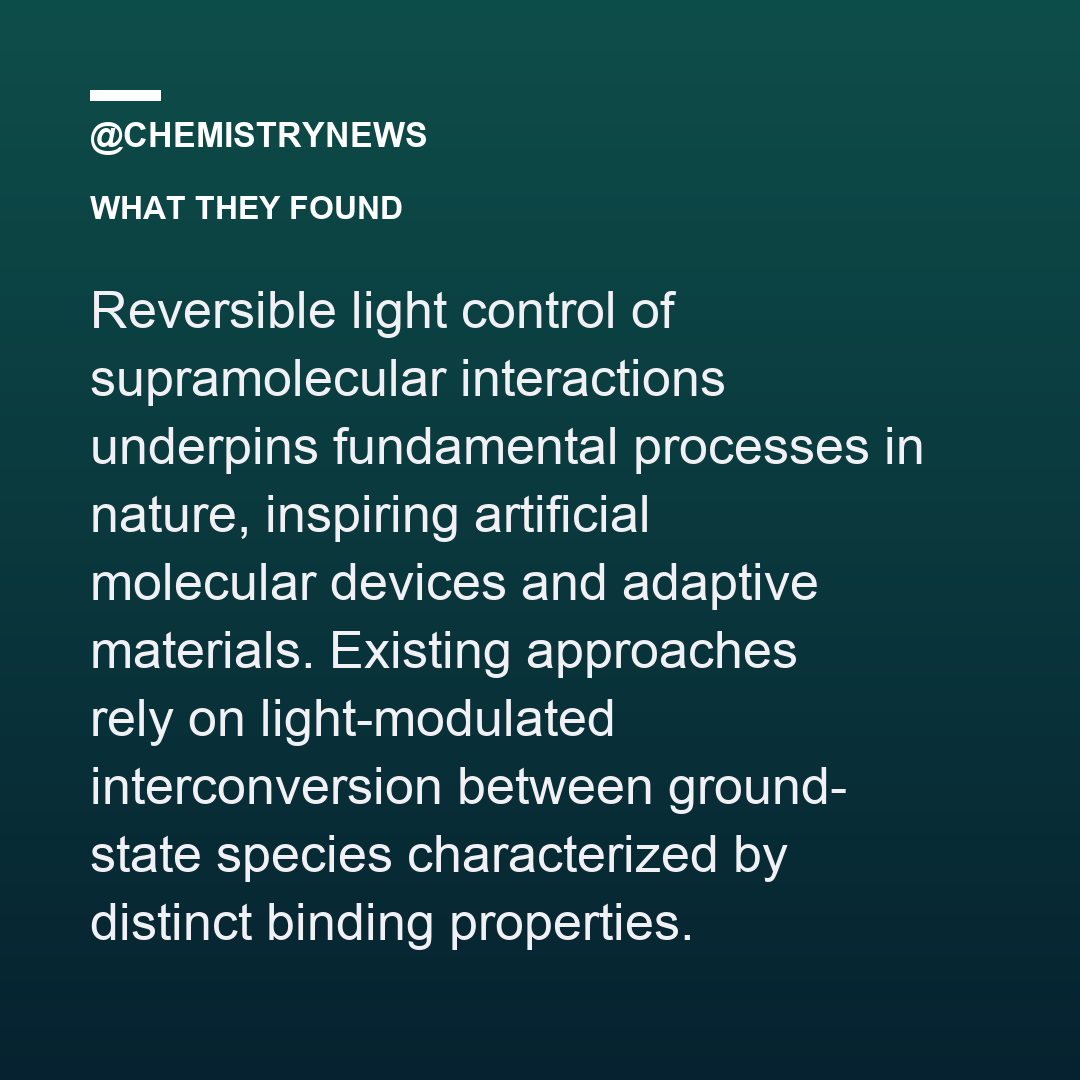 @CHEMISTRYNEWS
WHAT THEY FOUND
Reversible light control of
supramolecular interactions
underpins fundamental processes in
nature, inspiring artificial
molecular devices and adaptive
materials. Existing approaches
rely on light-modulated
interconversion between ground-
state species characterized by
distinct binding properties.